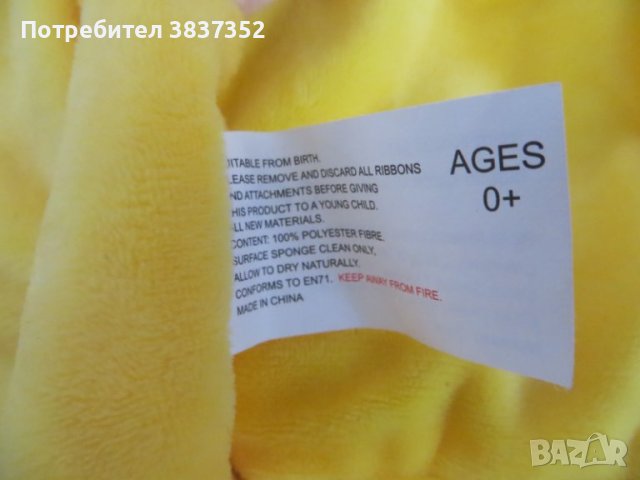 Потребител 3837352
ITABLE FROM BIRTH.
LEASE REMOVE AND DISCARD ALL RIBBONS
ND ATTACHMENTS BEFORE GIVING
HIS PRODUCT TO A YOUNG CHILD.
LL NEW MATERIALS.
CONTENT: 100% POLYESTER FIBRE.
SURFACE SPONGE CLEAN ONLY,
ALLOW TO DRY NATURALLY.
CONFORMS TO EN71. KEEP AWAY FROM FIRE.
MADE IN CHINA
AGES
0+
BAZAR